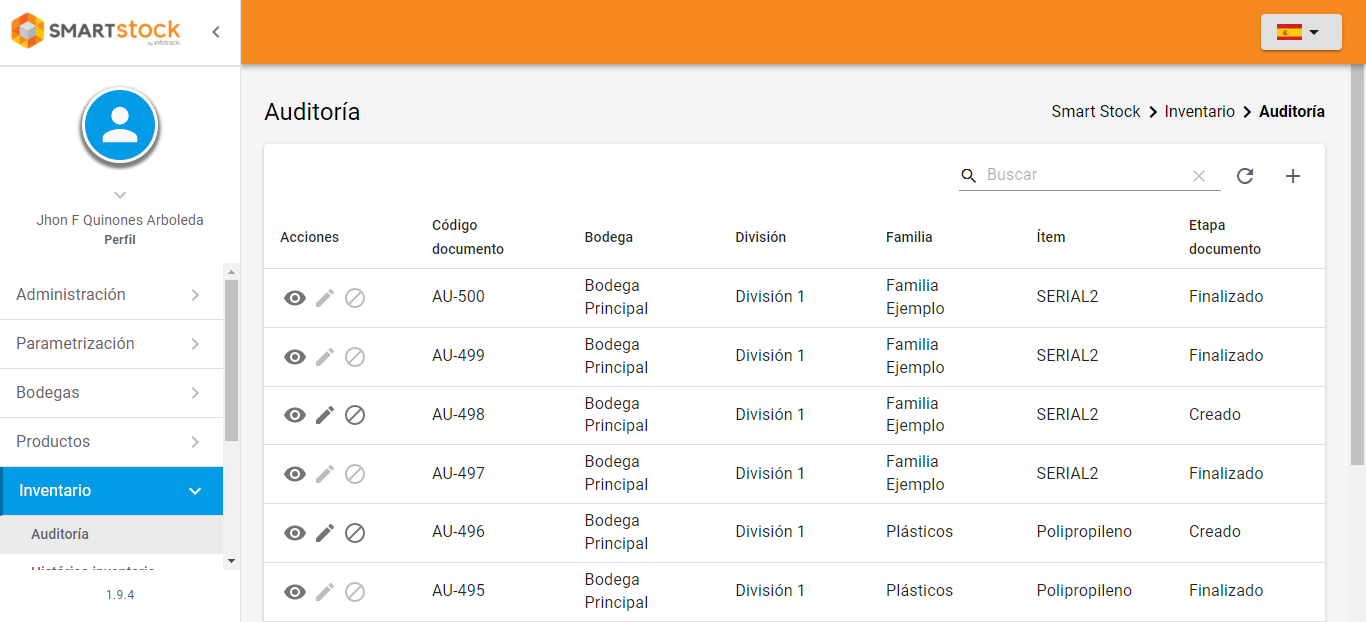 SMARTstock
by infotrack.
Jhon F Quinones Arboleda
Perfil
Administración
Parametrización
Bodegas
Productos
Inventario
Auditoría
Histórico inventario
1.9.4
Auditoría
Smart Stock Inventario Auditoría
Buscar
Acciones Código documento Bodega División Familia Ítem Etapa documento
AU-500 Bodega Principal División 1 Familia Ejemplo SERIAL2 Finalizado
AU-499 Bodega Principal División 1 Familia Ejemplo SERIAL2 Finalizado
AU-498 Bodega Principal División 1 Familia Ejemplo SERIAL2 Creado
AU-497 Bodega Principal División 1 Familia Ejemplo SERIAL2 Finalizado
AU-496 Bodega Principal División 1 Plásticos Polipropileno Creado
AU-495 Bodega Principal División 1 Plásticos Polipropileno Finalizado